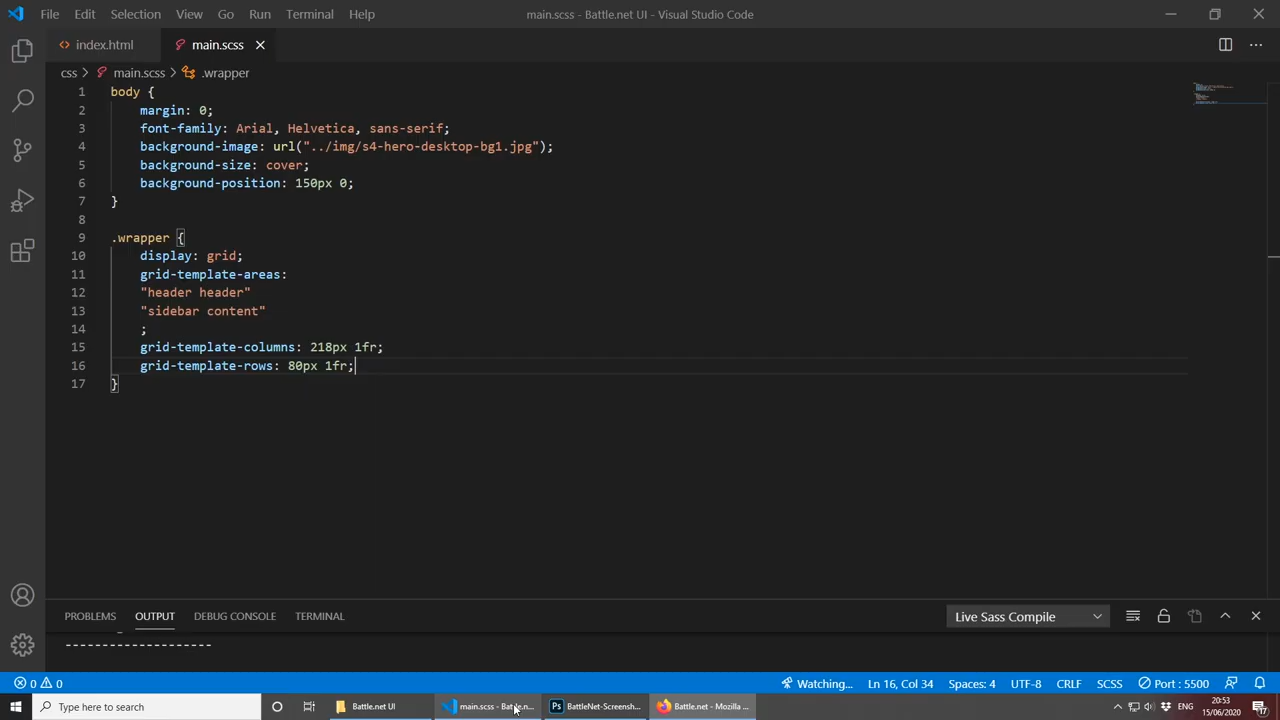 File Edit Selection View Go Run Terminal Help main.scss - Battle.net UI - Visual Studio Code
index.html main.scss
css main.scss .wrapper
1 body {
2 margin: 0;
3 font-family: Arial, Helvetica, sans-serif;
4 background-image: url("../img/s4-hero-desktop-bg1.jpg");
5 background-size: cover;
6 background-position: 150px 0;
7 }
8
9 .wrapper {
10 display: grid;
11 grid-template-areas:
12 "header header"
13 "sidebar content"
14 ;
15 grid-template-columns: 218px 1fr;
16 grid-template-rows: 80px 1fr;
17 }
PROBLEMS OUTPUT DEBUG CONSOLE TERMINAL Live Sass Compile
--------------------
0 0 Watching... Ln 16, Col 34 Spaces: 4 UTF-8 CRLF SCSS Port : 5500
Type here to search Battle.net UI main.scss - Battle.n... BattleNet-Screensh... Battle.net - Mozilla ... ENG 20:53
15/06/2020